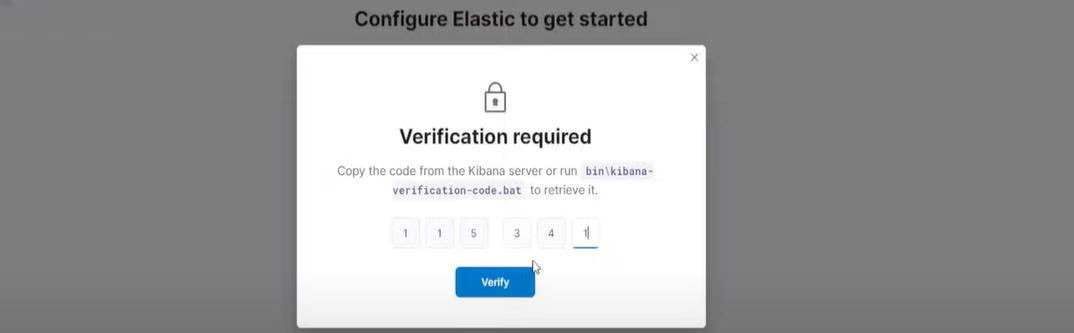 Configure Elastic to get started
Verification required
Copy the code from the Kibana server or run bin\kibana-
verification-code.bat to retrieve it.
1 1 5 3 4 1
Verify